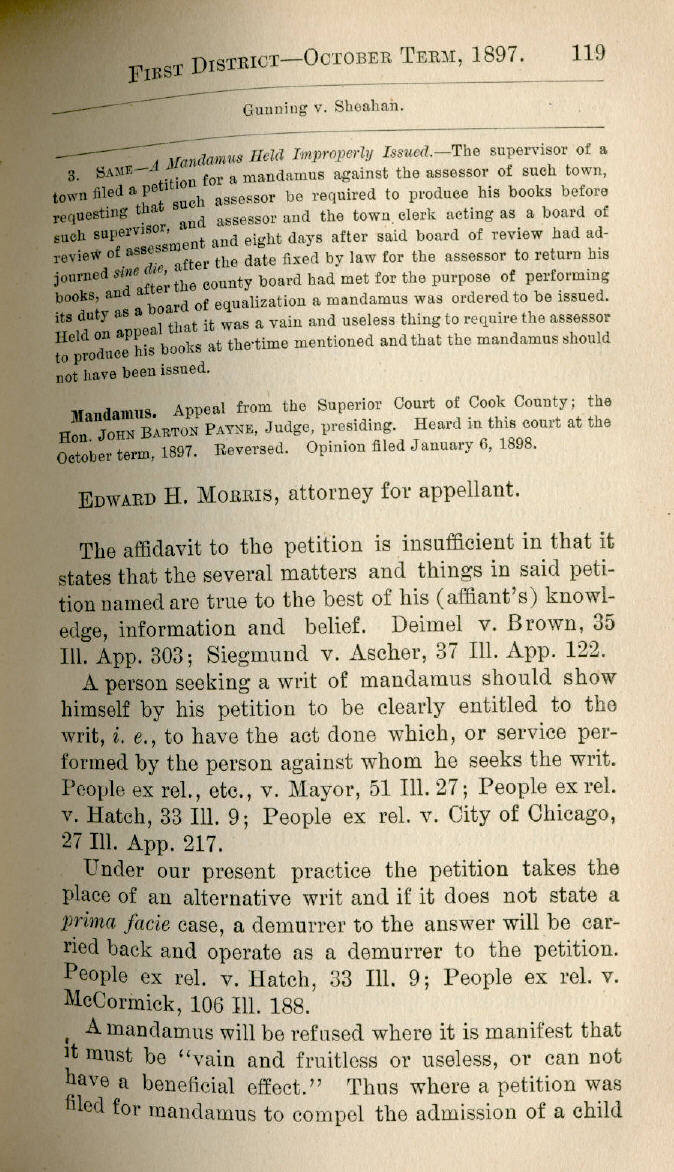 FIRST DISTRICT—OCTOBER TERM, 1897. 119
Gunning v. Sheahan.
3. SAME—A Mandamus Held Improperly Issued.—The supervisor of a
town filed a petition for a mandamus against the assessor of such town,
requesting that such assessor be required to produce his books before
such supervisor, and assessor and the town clerk acting as a board of
review of assessment and eight days after said board of review had ad-
journed sine die, after the date fixed by law for the assessor to return his
books, and after the county board had met for the purpose of performing
its duty as a board of equalization a mandamus was ordered to be issued.
Held on appeal that it was a vain and useless thing to require the assessor
to produce his books at the time mentioned and that the mandamus should
not have been issued.
Mandamus. Appeal from the Superior Court of Cook County; the
Hon. JOHN BARTON PAYNE, Judge, presiding. Heard in this court at the
October term, 1897. Reversed. Opinion filed January 6, 1898.
EDWARD H. MORRIS, attorney for appellant.
The affidavit to the petition is insufficient in that it
states that the several matters and things in said peti-
tion named are true to the best of his (affiant's) knowl-
edge, information and belief. Deimel v. Brown, 35
Ill. App. 303; Siegmund v. Ascher, 37 Ill. App. 122.
A person seeking a writ of mandamus should show
himself by his petition to be clearly entitled to the
writ, i. e., to have the act done which, or service per-
formed by the person against whom he seeks the writ.
People ex rel., etc., v. Mayor, 51 Ill. 27; People ex rel.
v. Hatch, 33 Ill. 9; People ex rel. v. City of Chicago,
27 Ill. App. 217.
Under our present practice the petition takes the
place of an alternative writ and if it does not state a
prima facie case, a demurrer to the answer will be car-
ried back and operate as a demurrer to the petition.
People ex rel. v. Hatch, 33 Ill. 9; People ex rel. v.
McCormick, 106 Ill. 188.
A mandamus will be refused where it is manifest that
it must be "vain and fruitless or useless, or can not
have a beneficial effect." Thus where a petition was
filed for mandamus to compel the admission of a child